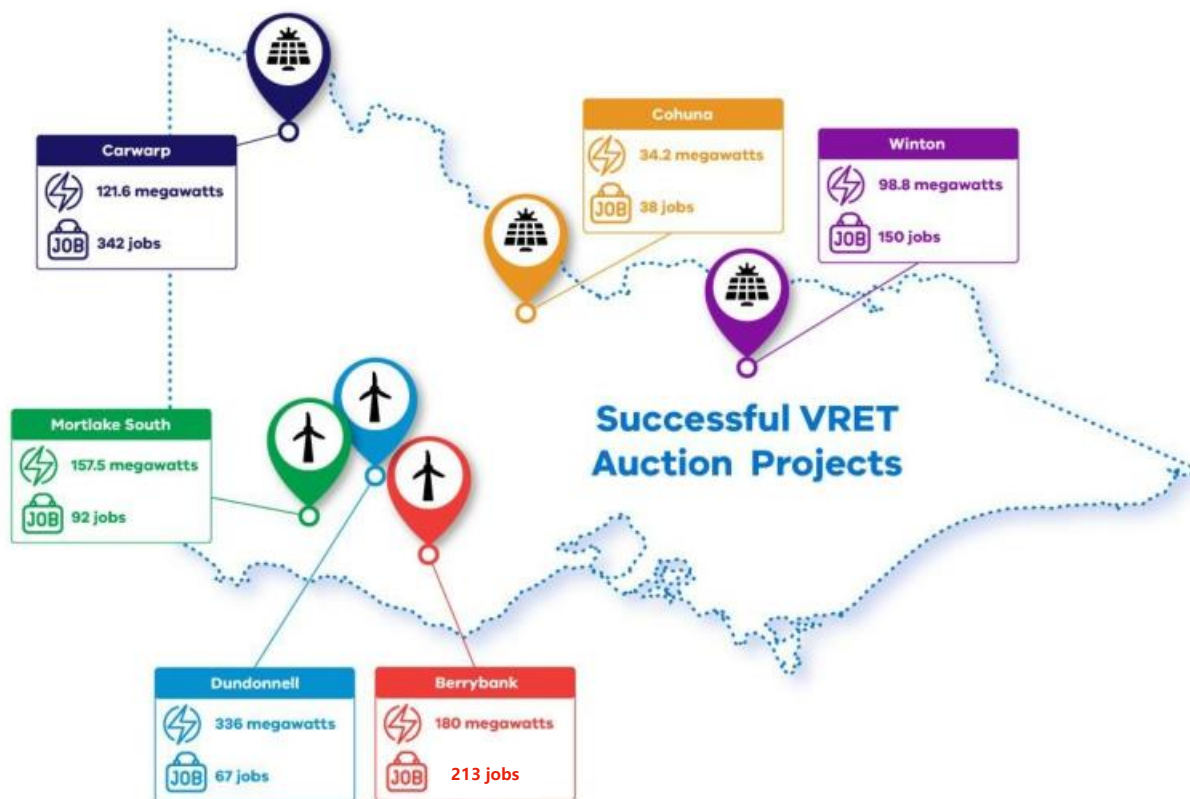 Carwarp
121.6 megawatts
JOB
342 jobs
Cohuna
34.2 megawatts
JOB
38 jobs
Winton
98.8 megawatts
JOB
150 jobs
Successful VRET
Auction Projects
Mortlake South
157.5 megawatts
JOB
92 jobs
Dundonnell
336 megawatts
JOB
67 jobs
Berrybank
180 megawatts
JOB
213 jobs